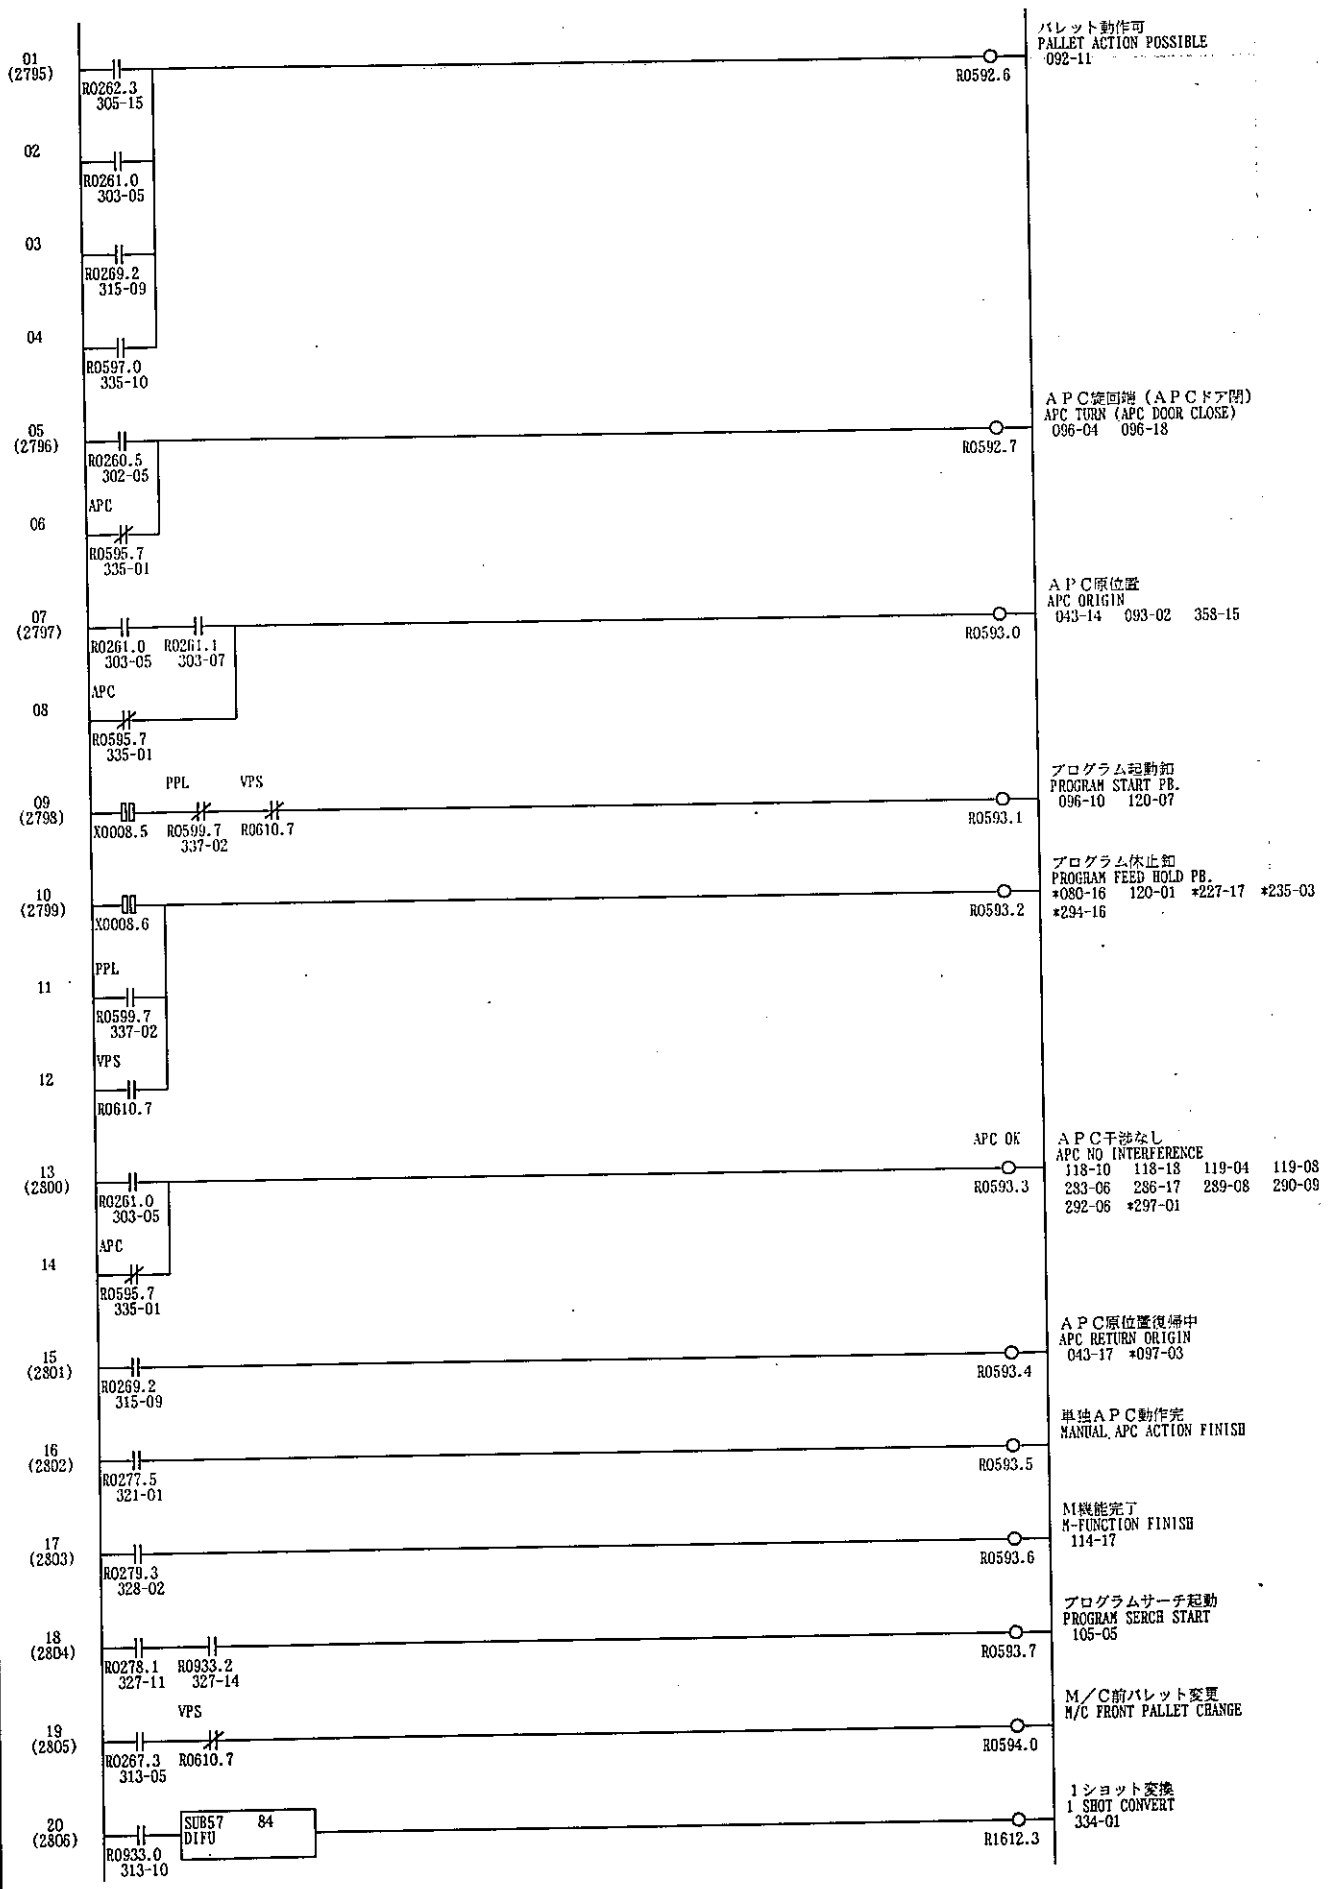 01
(2795)
R0262.3
305-15
R0592.6
パレット動作可
PALLET ACTION POSSIBLE
092-11
02
R0261.0
303-05
03
R0269.2
315-09
04
R0597.0
335-10
05
(2796)
R0260.5
302-05
R0592.7
APC旋回端(APCドア閉)
APC TURN (APC DOOR CLOSE)
096-04 096-18
APC
06
R0595.7
335-01
07
(2797)
R0261.0 R0261.1
303-05 303-07
R0593.0
APC原位置
APC ORIGIN
043-14 093-02 358-15
APC
08
R0595.7
335-01
PPL VPS
09
(2798)
X0008.5 R0599.7 R0610.7
337-02
R0593.1
プログラム起動釦
PROGRAM START PB.
096-10 120-07
10
(2799)
X0008.6
R0593.2
プログラム休止釦
PROGRAM FEED HOLD PB.
*080-16 120-01 *227-17 *235-03
*294-16
PPL
11
R0599.7
337-02
VPS
12
R0610.7
13
(2800)
R0261.0
303-05
APC OK
R0593.3
APC干渉なし
APC NO INTERFERENCE
118-10 118-18 119-04 119-08
283-06 286-17 289-08 290-09
292-06 *297-01
APC
14
R0595.7
335-01
15
(2801)
R0269.2
315-09
R0593.4
APC原位置復帰中
APC RETURN ORIGIN
043-17 *097-03
16
(2802)
R0277.5
321-01
R0593.5
単独APC動作完
MANUAL APC ACTION FINISH
17
(2803)
R0279.3
328-02
R0593.6
M機能完了
M-FUNCTION FINISH
114-17
18
(2804)
R0278.1 R0933.2
327-11 327-14
R0593.7
プログラムサーチ起動
PROGRAM SERCH START
105-05
VPS
19
(2805)
R0267.3 R0610.7
313-05
R0594.0
M/C前パレット変更
M/C FRONT PALLET CHANGE
20
(2806)
R0933.0
313-10
SUB57 84
DIFU
R1612.3
1ショット変換
1 SHOT CONVERT
334-01